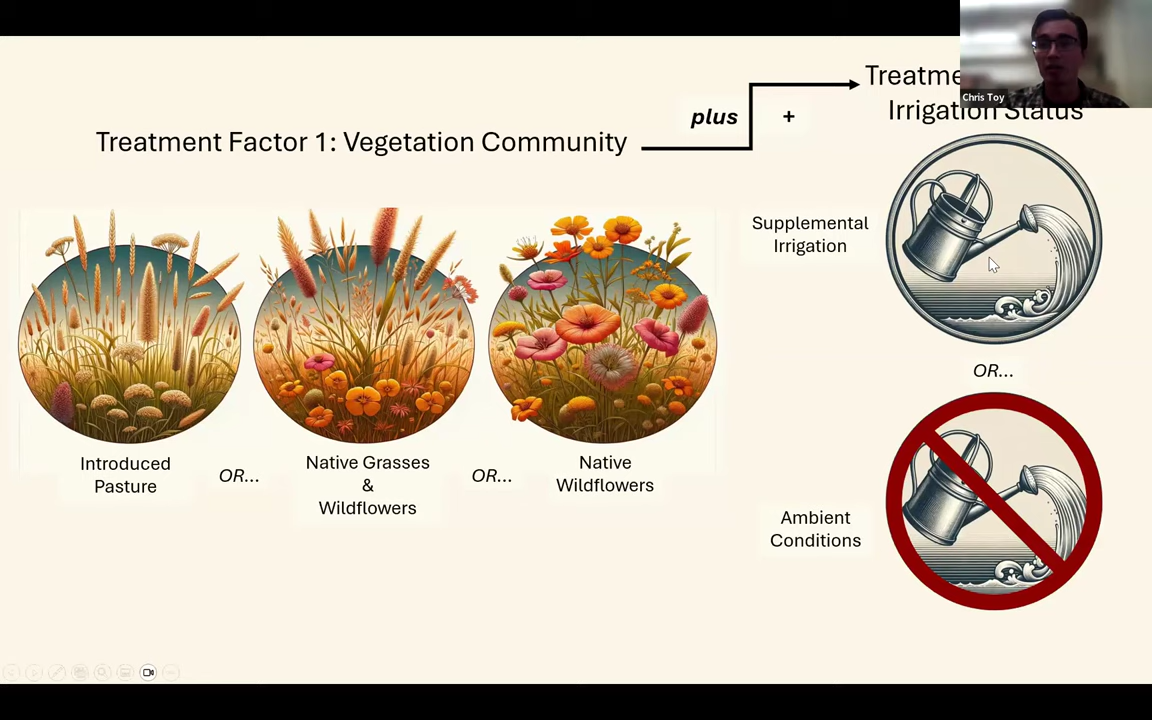 Treatme
Irrigation Status
Chris Toy
plus +
Treatment Factor 1: Vegetation Community
Supplemental
Irrigation
OR...
Introduced
Pasture
OR...
Native Grasses
&
Wildflowers
OR...
Native
Wildflowers
Ambient
Conditions